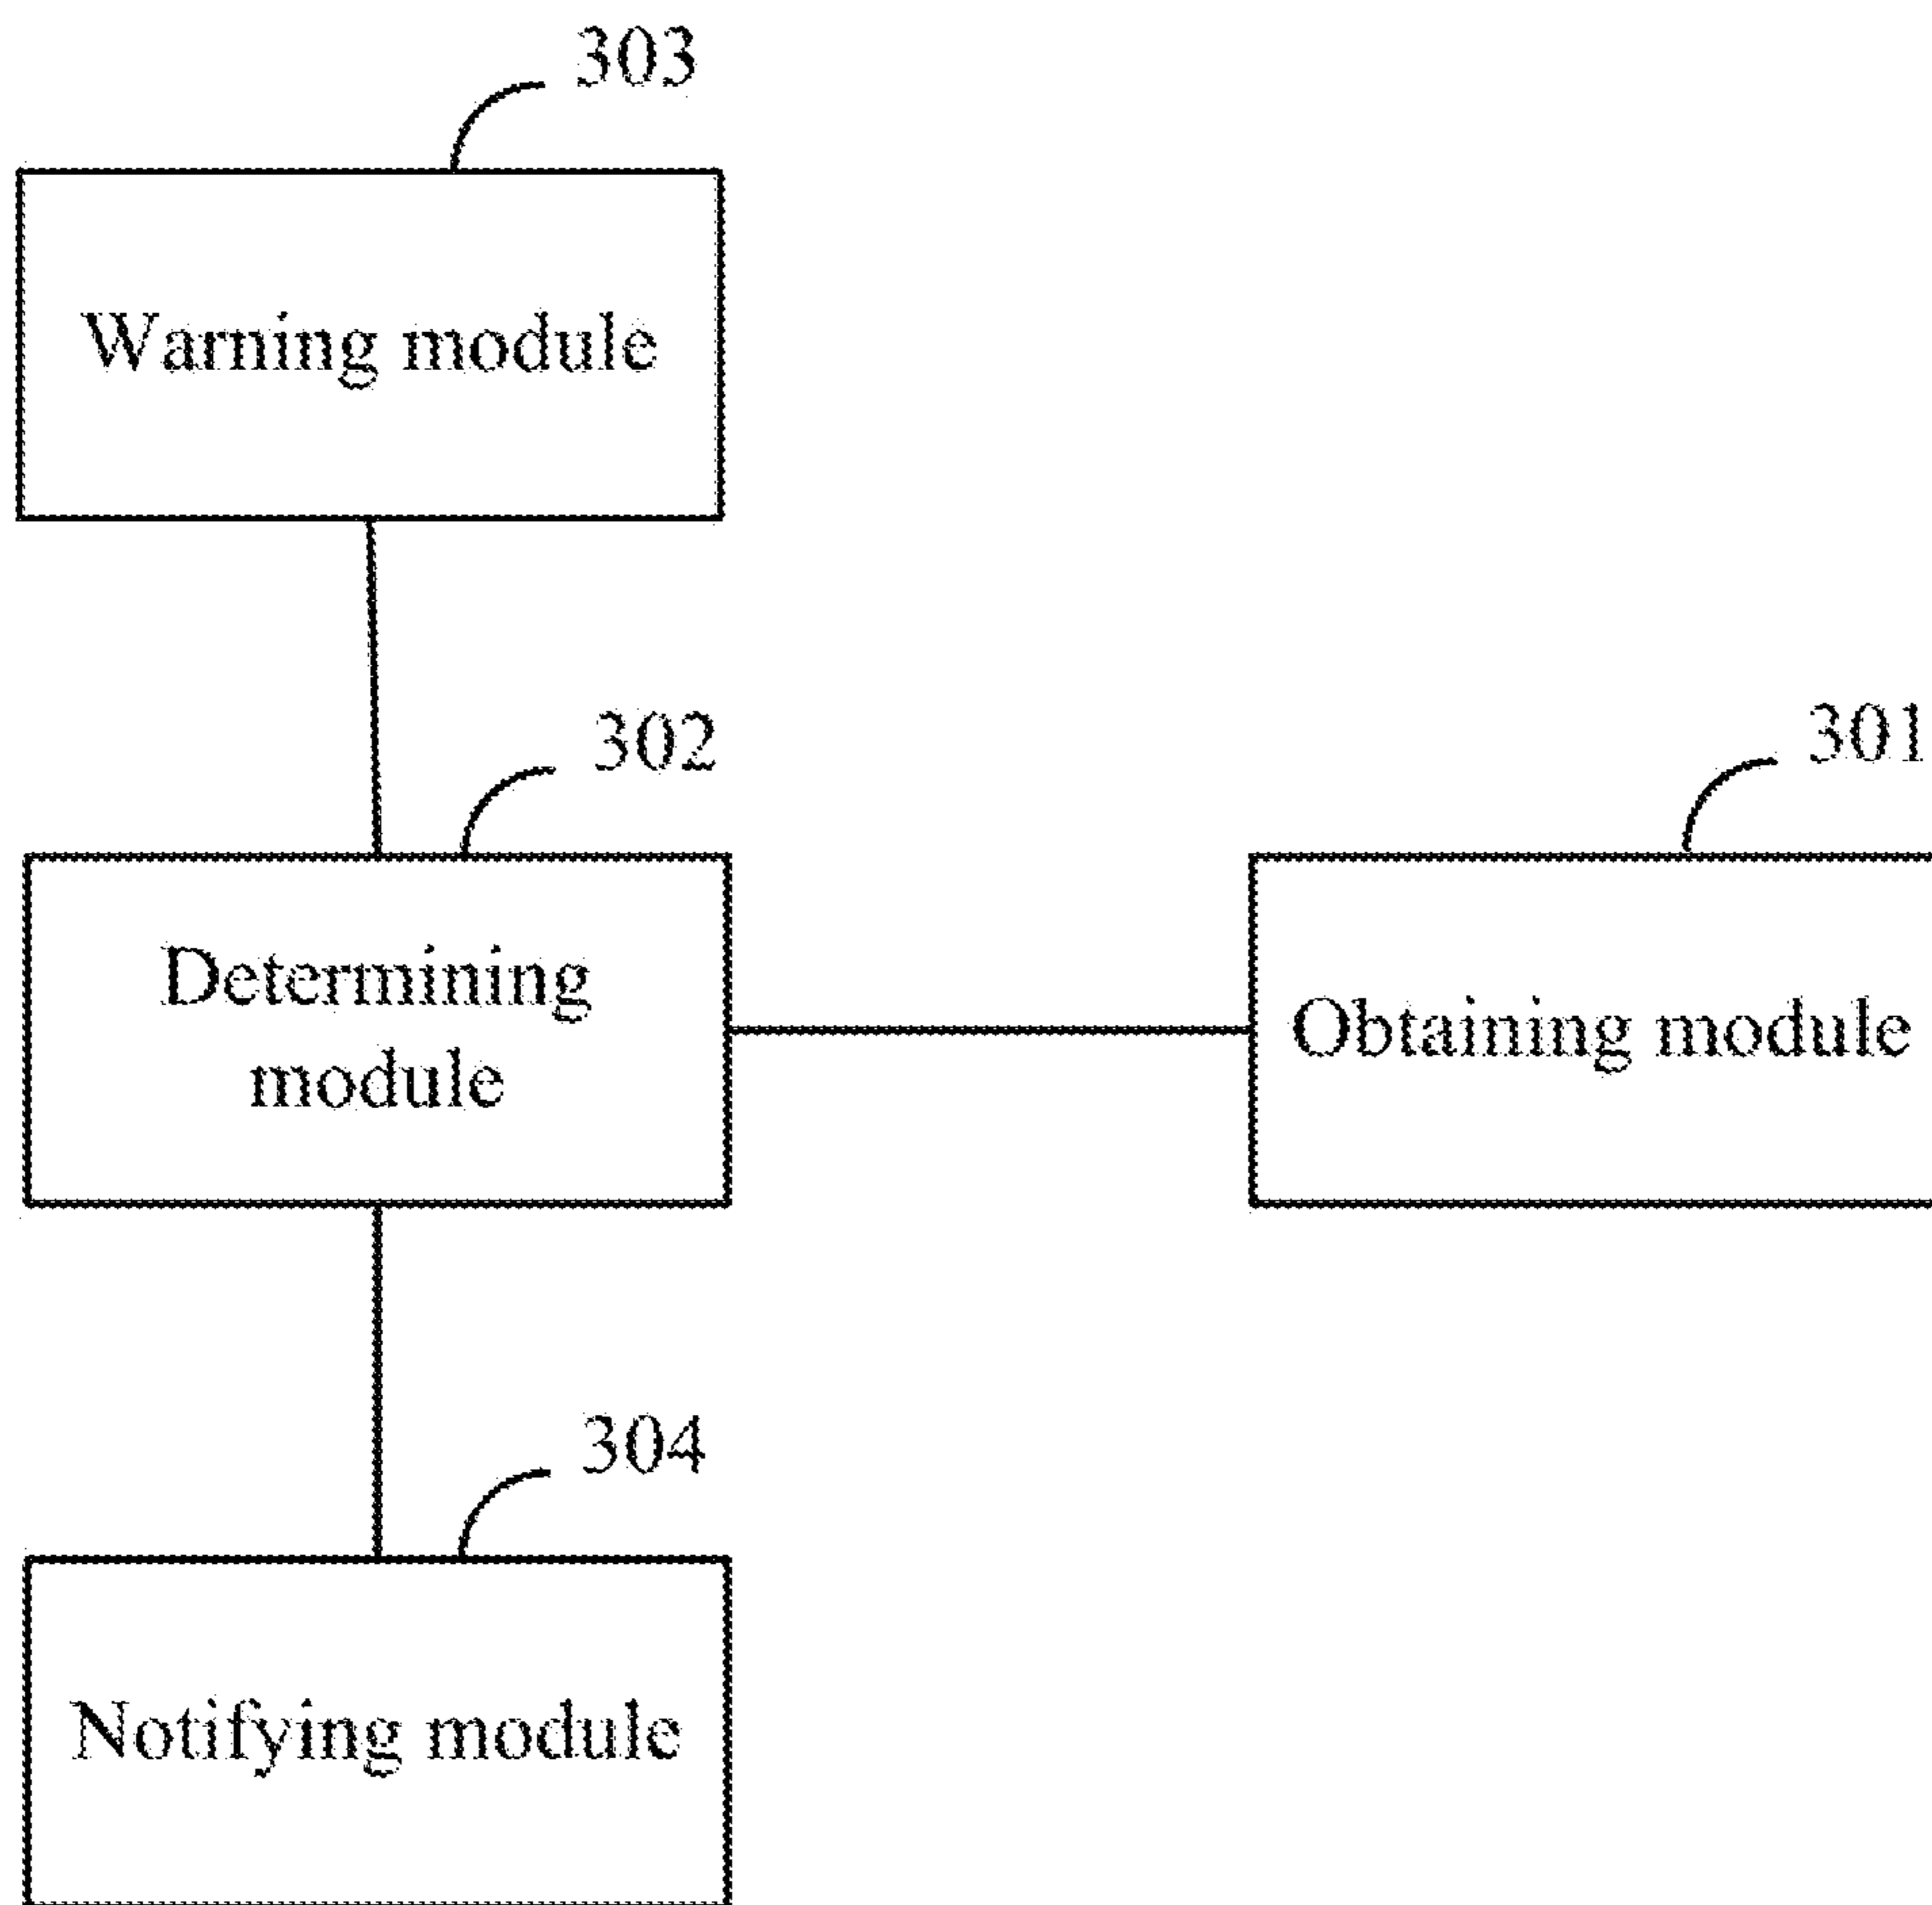 303
Warning module
302
301
Determining
module
Obtaining module
304
Notifying module